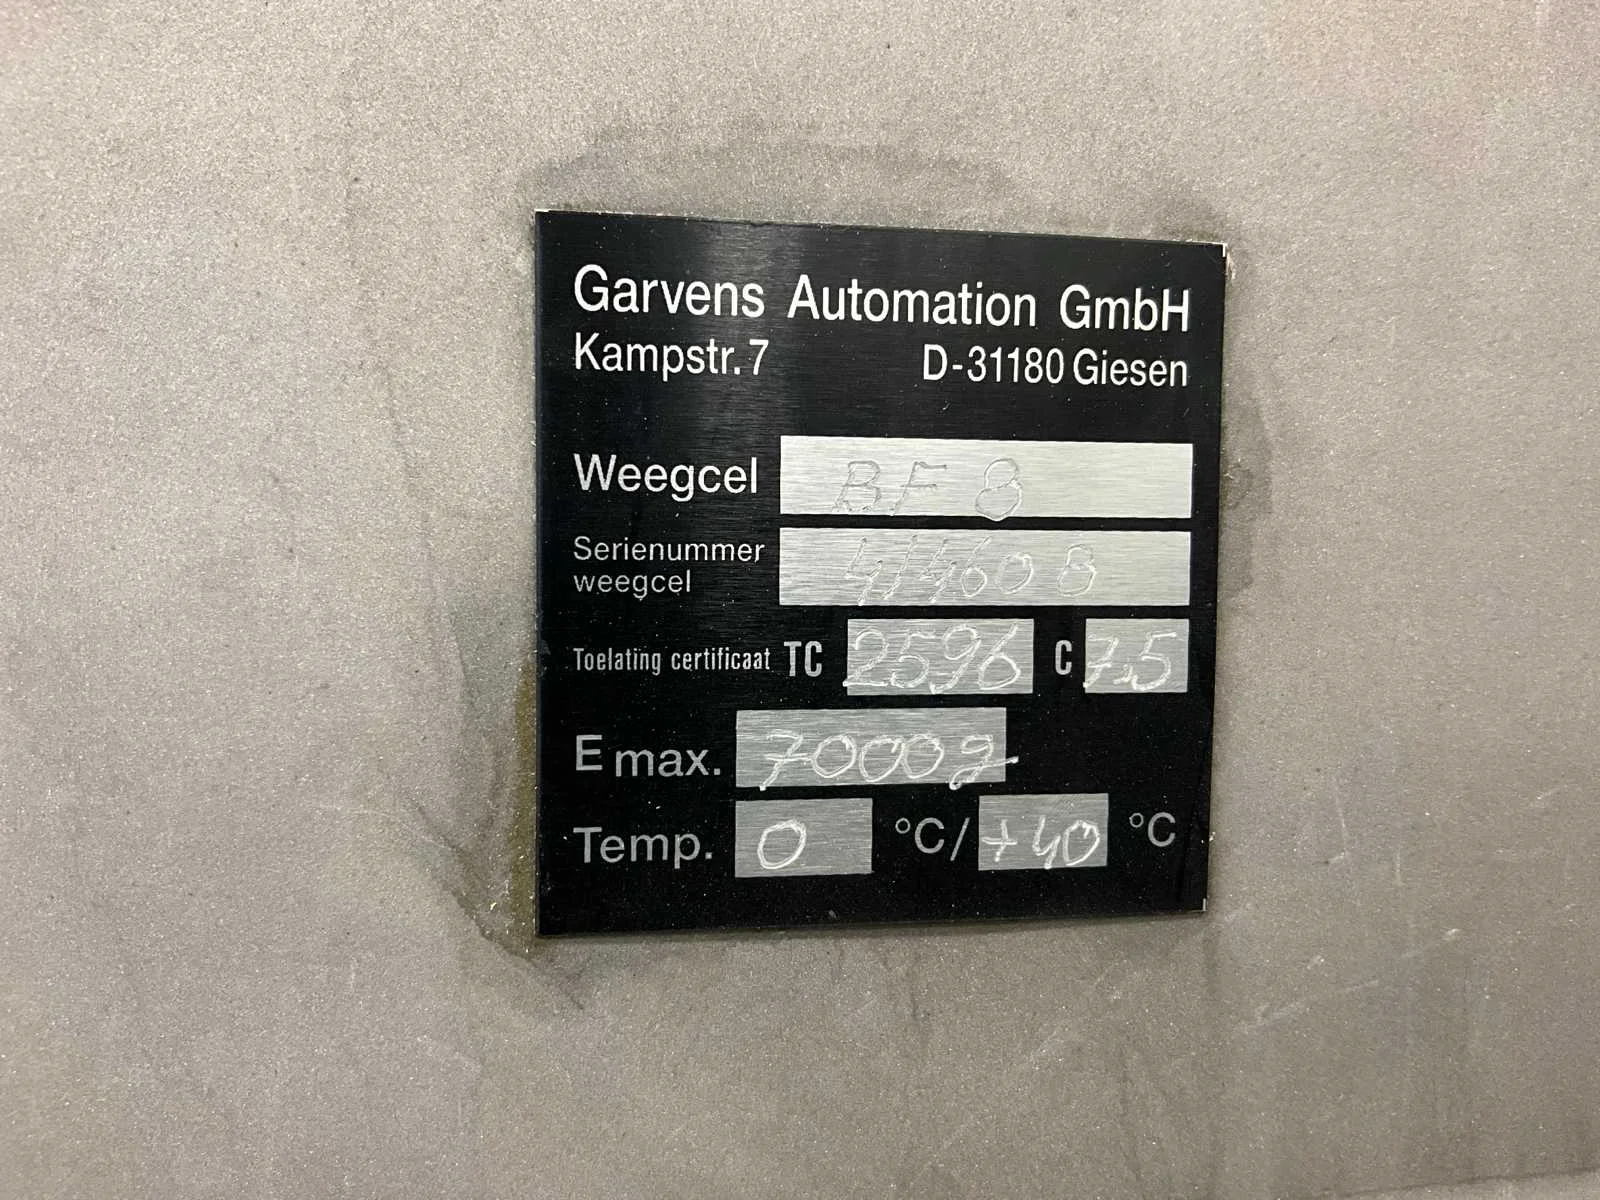 Garvens Automation GmbH
Kampstr. 7 D-31180 Giesen
Weegcel BF 8
Serienummer weegcel 414608
Toelating certificaat TC 2596 C 7,5
E max. 7000g
Temp. 0 °C/ +40 °C